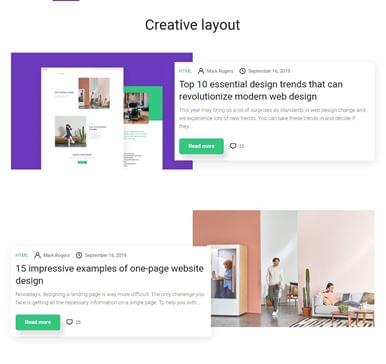 Creative layout
HTML Mark Rogers September 16, 2019
Top 10 essential design trends that can
revolutionize modern web design
This year may bring us a lot of surprises as standards in web design change and
we experience lots of new trends. You can take these trends in and decide if
they...
Read more 25
HTML Mark Rogers September 16, 2019
15 impressive examples of one-page website
design
Nowadays, designing a landing page is way more difficult. The only challenge you
face is getting all the necessary information on a single page. To help you with...
Read more 25